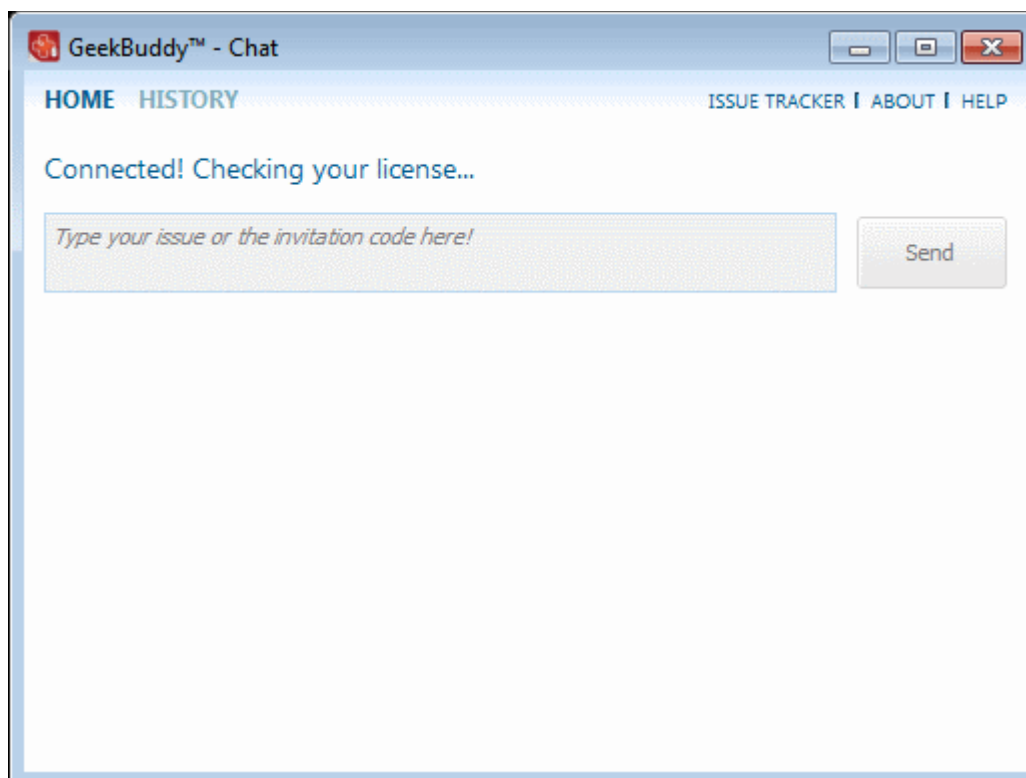 GeekBuddy™ - Chat
HOME HISTORY ISSUE TRACKER | ABOUT | HELP
Connected! Checking your license...
Type your issue or the invitation code here!
Send